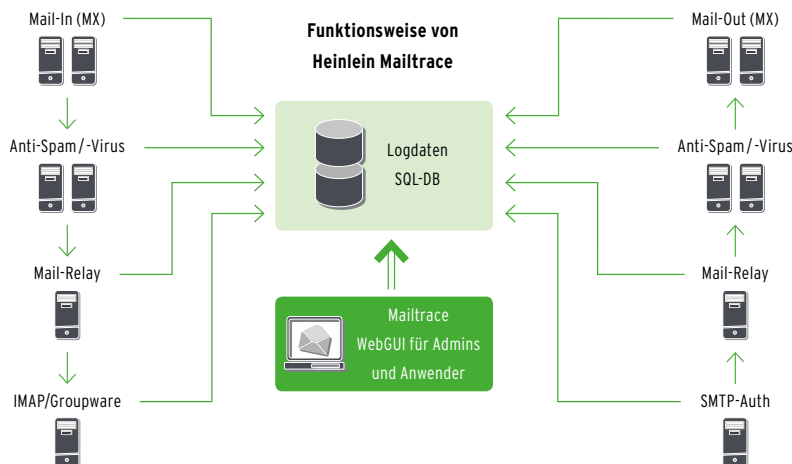 Mail-In (MX)
Funktionsweise von
Heinlein Mailtrace
Mail-Out (MX)
Anti-Spam/-Virus
Logdaten
SQL-DB
Anti-Spam/-Virus
Mail-Relay
Mail-Relay
Mailtrace
WebGUI für Admins
und Anwender
IMAP/Groupware
SMTP-Auth